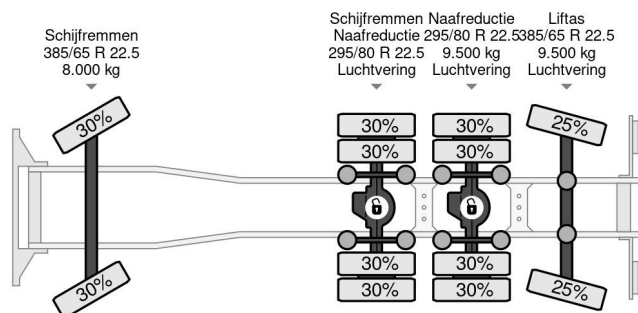 Schijfremmen
385/65 R 22.5
8.000 kg
Schijfremmen
Naafreductie
295/80 R 22.5
Luchtvering
Naafreductie
295/80 R 22.5
9.500 kg
Luchtvering
Liftas
385/65 R 22.5
9.500 kg
Luchtvering
30%
30%
30%
30%
30%
25%
30%
30%
30%
30%
30%
25%